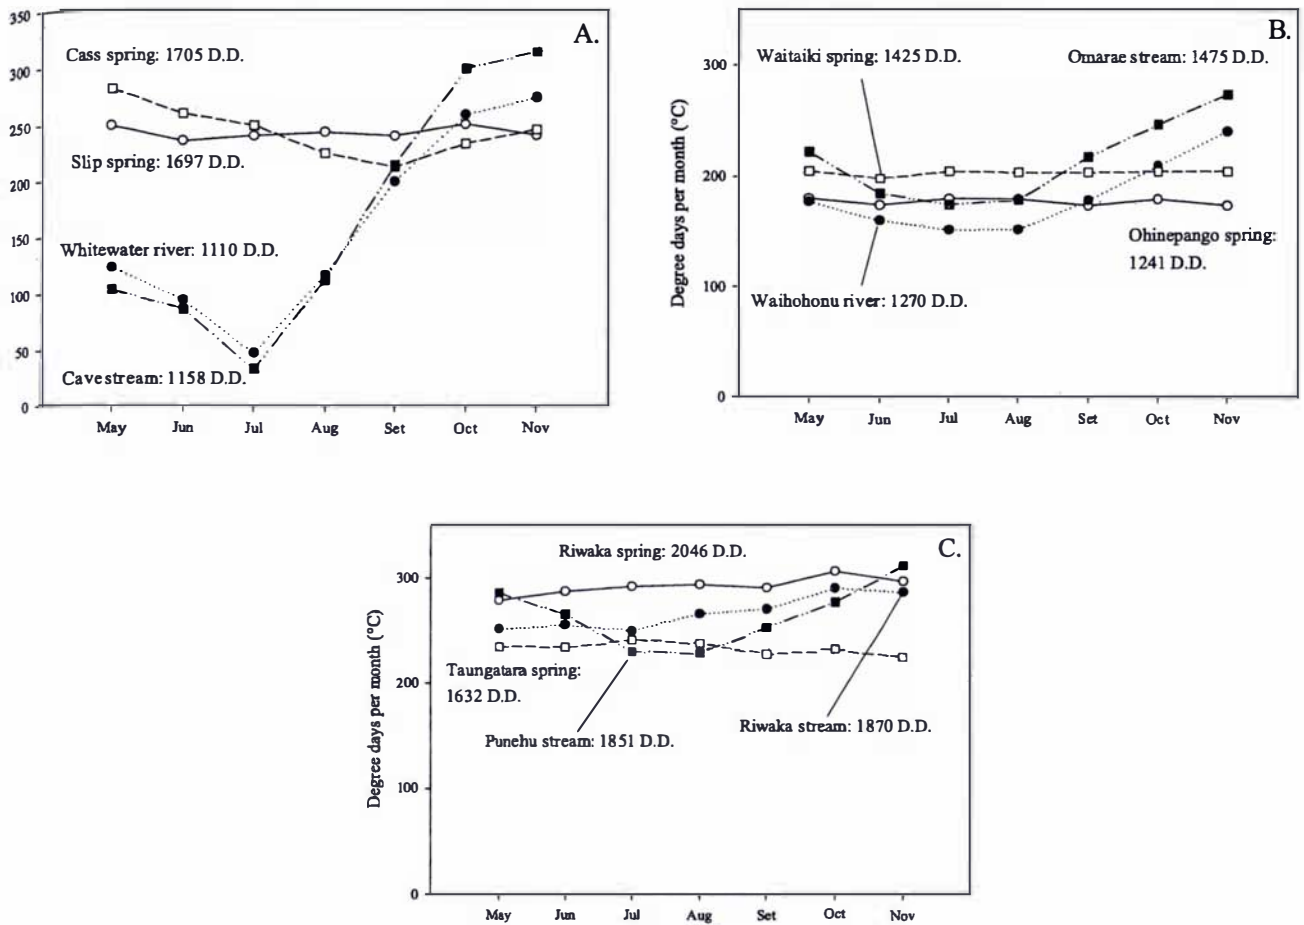 A.
350
300
250
200
150
100
50
0
Cass spring: 1705 D.D.
Slip spring: 1697 D.D.
Whitewater river: 1110 D.D.
Cave stream: 1158 D.D.
May Jun Jul Aug Set Oct Nov
B.
Degree days per month (°C)
300
200
100
0
Waitaiki spring: 1425 D.D.
Omarae stream: 1475 D.D.
Ohinepango spring:
1241 D.D.
Waihohonu river: 1270 D.D.
May Jun Jul Aug Set Oct Nov
C.
Degree days per month (°C)
300
200
100
0
Riwaka spring: 2046 D.D.
Taungatara spring:
1632 D.D.
Punehu stream: 1851 D.D.
Riwaka stream: 1870 D.D.
May Jun Jul Aug Set Oct Nov